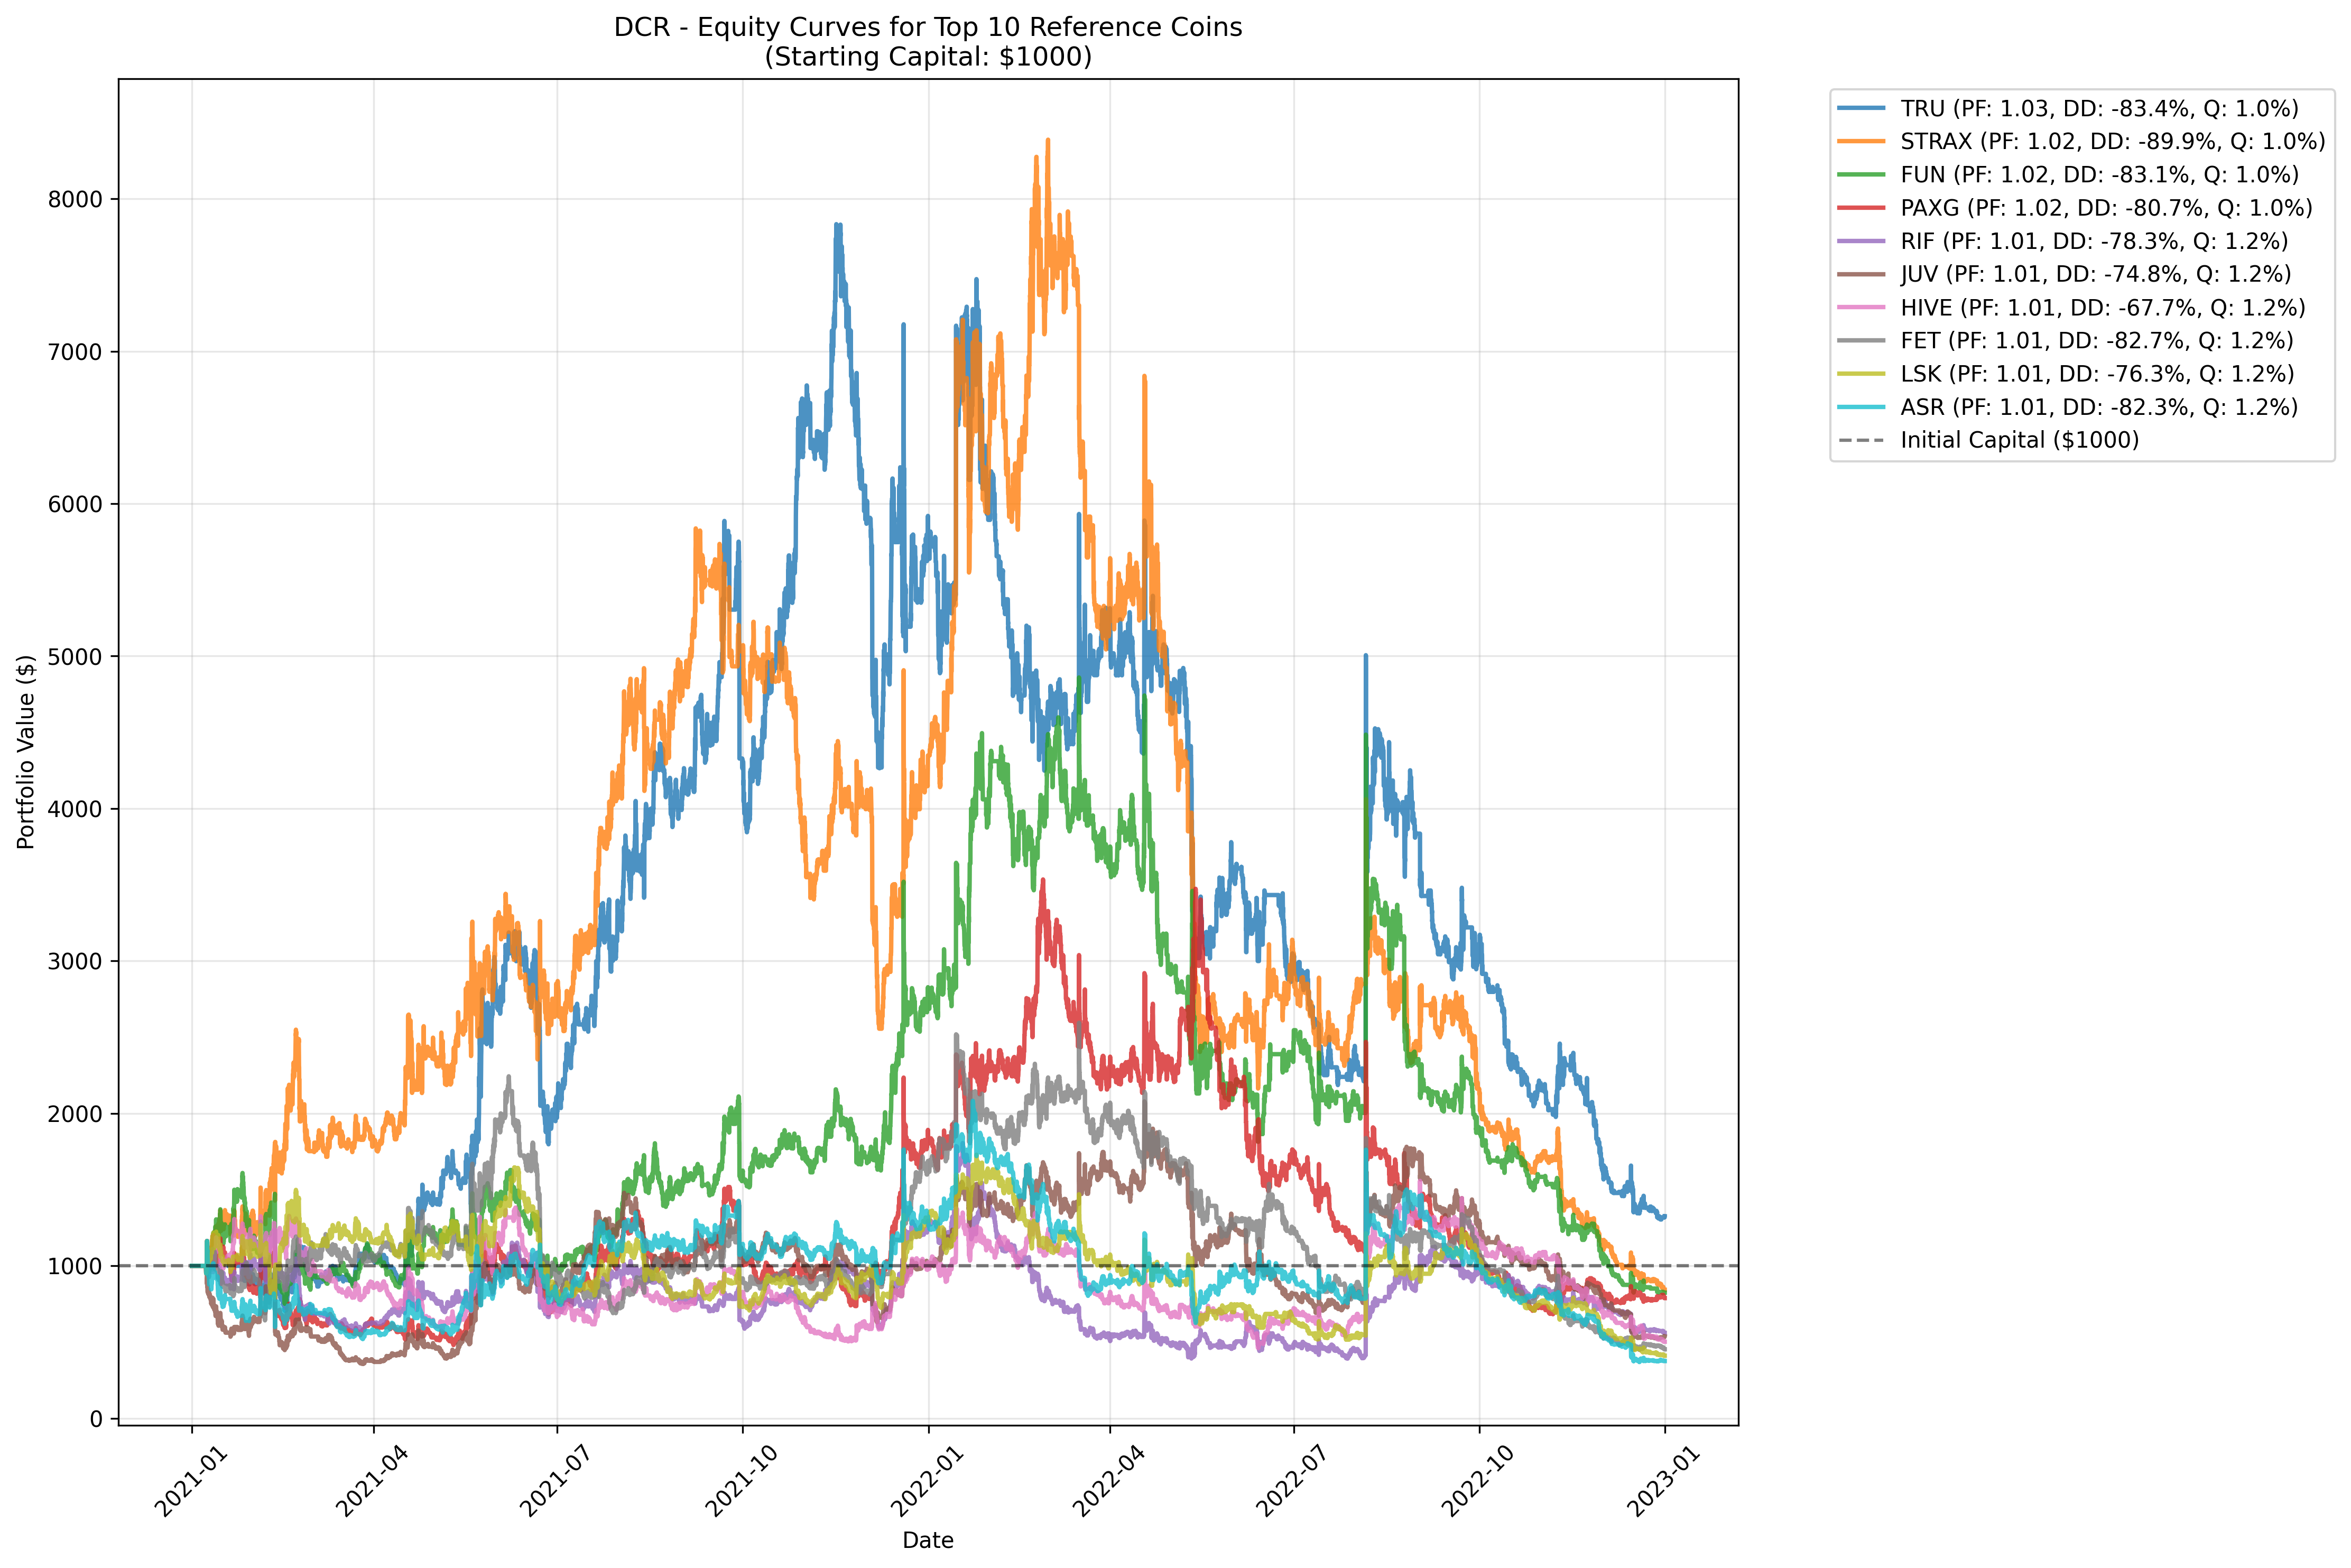 DCR - Equity Curves for Top 10 Reference Coins
(Starting Capital: $1000)
TRU (PF: 1.03, DD: -83.4%, Q: 1.0%)
STRAX (PF: 1.02, DD: -89.9%, Q: 1.0%)
FUN (PF: 1.02, DD: -83.1%, Q: 1.0%)
PAXG (PF: 1.02, DD: -80.7%, Q: 1.0%)
RIF (PF: 1.01, DD: -78.3%, Q: 1.2%)
JUV (PF: 1.01, DD: -74.8%, Q: 1.2%)
HIVE (PF: 1.01, DD: -67.7%, Q: 1.2%)
FET (PF: 1.01, DD: -82.7%, Q: 1.2%)
LSK (PF: 1.01, DD: -76.3%, Q: 1.2%)
ASR (PF: 1.01, DD: -82.3%, Q: 1.2%)
Initial Capital ($1000)
Portfolio Value ($)
8000
7000
6000
5000
4000
3000
2000
1000
0
2021-01
2021-04
2021-07
2021-10
2022-01
2022-04
2022-07
2022-10
2023-01
Date